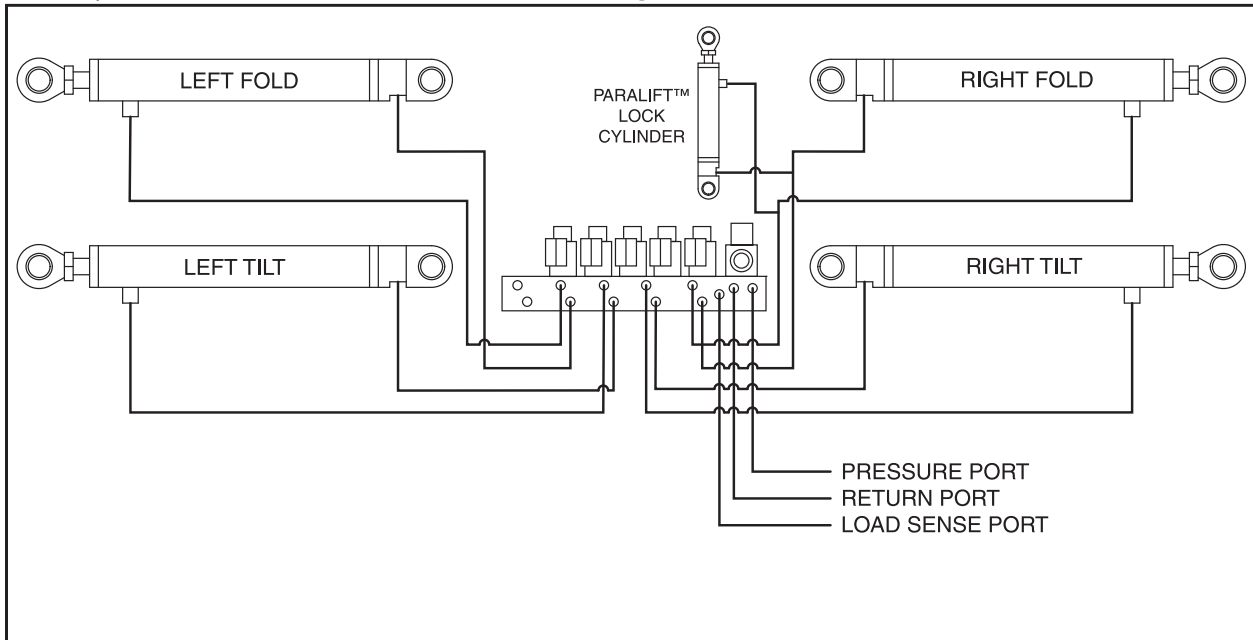 LEFT FOLD
PARALIFT™
LOCK
CYLINDER
RIGHT FOLD
LEFT TILT
RIGHT TILT
PRESSURE PORT
RETURN PORT
LOAD SENSE PORT